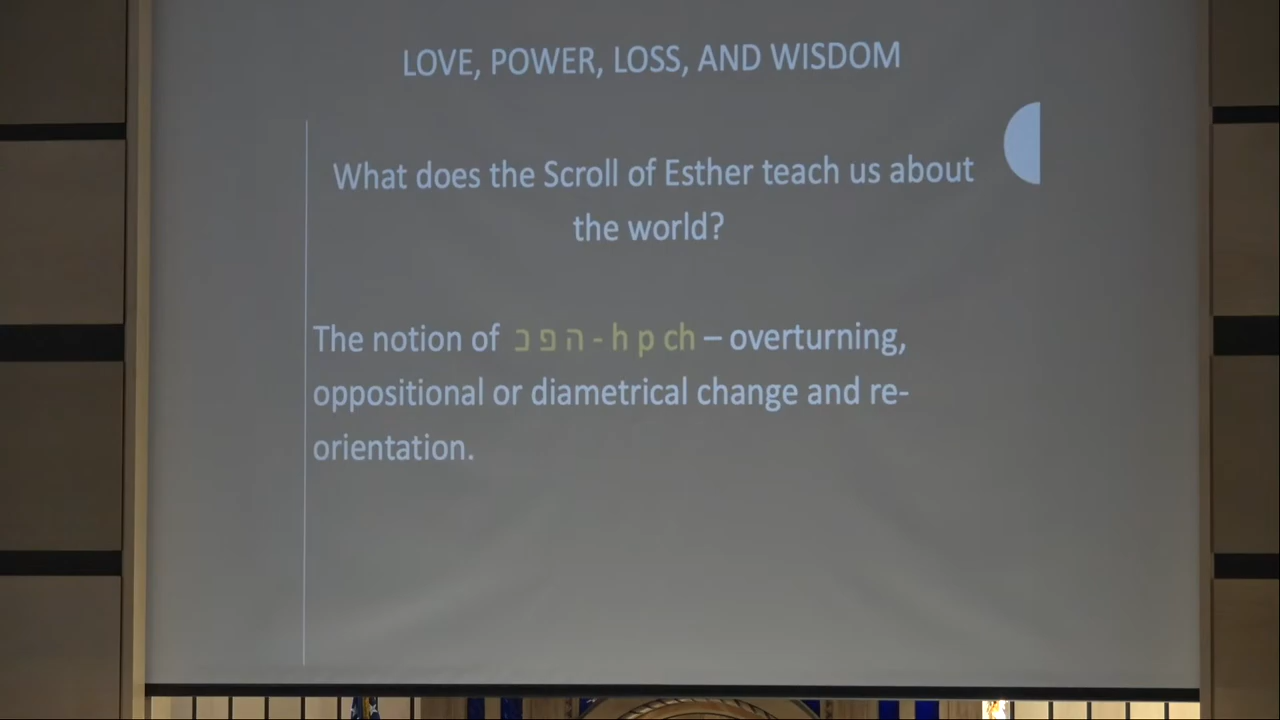 LOVE, POWER, LOSS, AND WISDOM
What does the Scroll of Esther teach us about
the world?
The notion of ה פ כ - h p ch – overturning,
oppositional or diametrical change and re-
orientation.